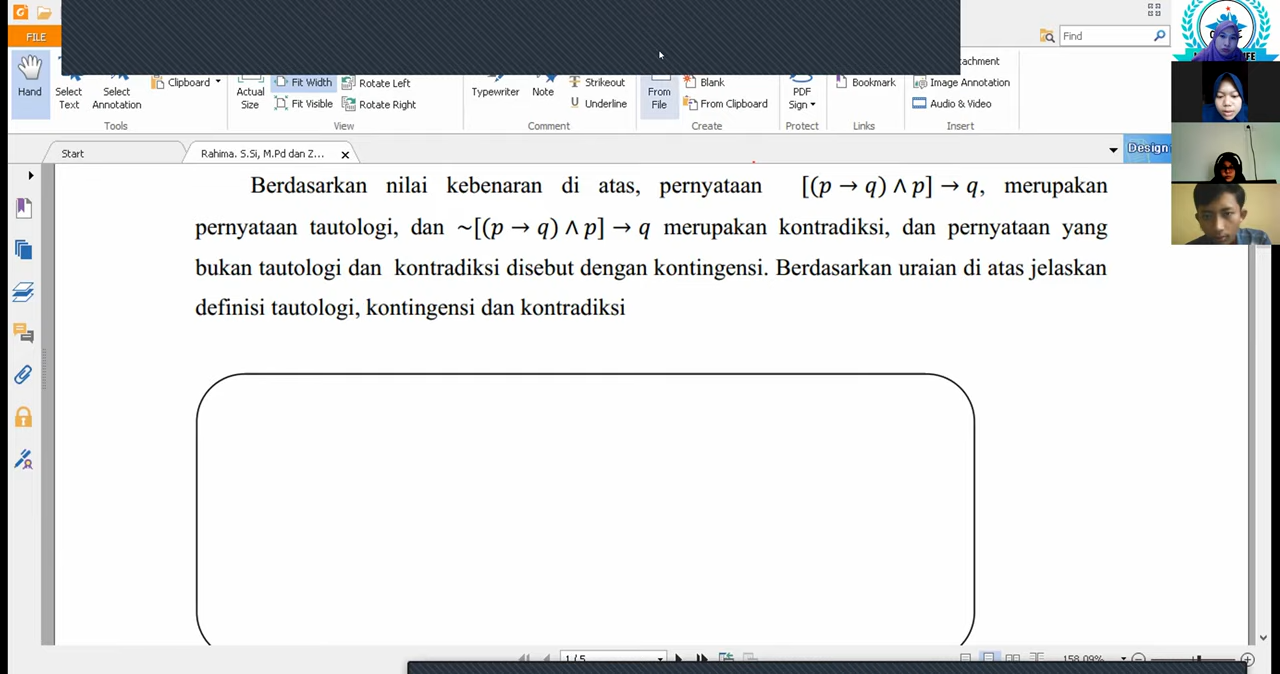 FILE
Find
Hand
Select Text
Select Annotation
Clipboard
Actual Size
Fit Width
Fit Visible
Rotate Left
Rotate Right
Typewriter
Note
Strikeout
Underline
From File
Blank
From Clipboard
PDF Sign
Bookmark
Image Annotation
Audio & Video
Tools
View
Comment
Create
Protect
Links
Insert
Start
Rahima. S.Si, M.Pd dan Z...
Design
Berdasarkan nilai kebenaran di atas, pernyataan [(p → q) ∧ p] → q, merupakan
pernyataan tautologi, dan ~[(p → q) ∧ p] → q merupakan kontradiksi, dan pernyataan yang
bukan tautologi dan kontradiksi disebut dengan kontingensi. Berdasarkan uraian di atas jelaskan
definisi tautologi, kontingensi dan kontradiksi
1/5
158.09%